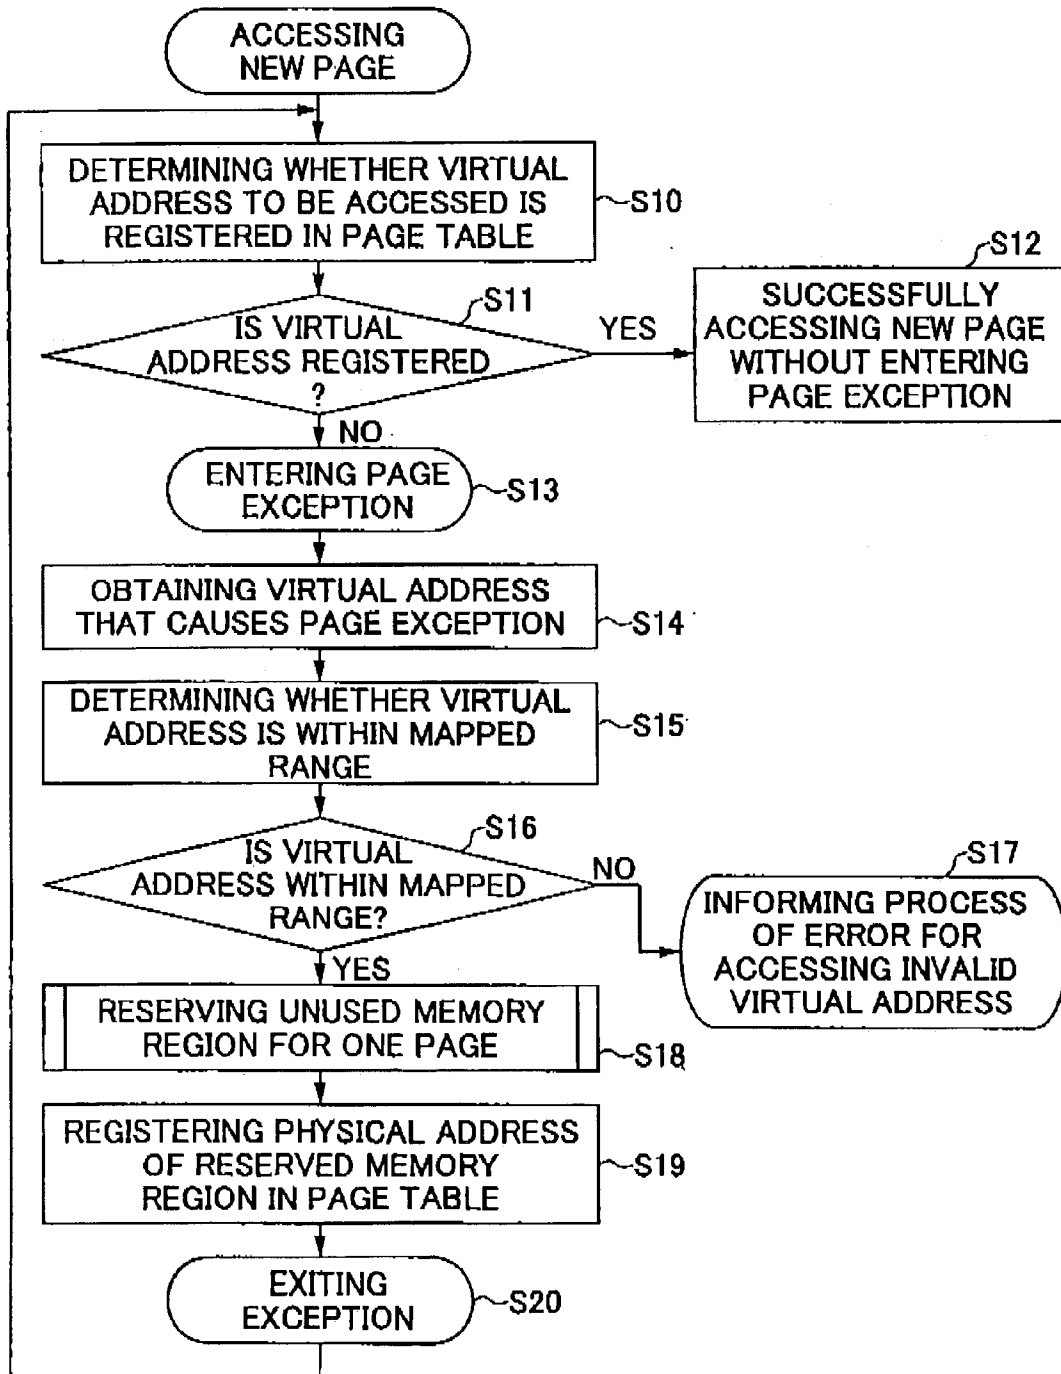 ACCESSING
NEW PAGE
DETERMINING WHETHER VIRTUAL
ADDRESS TO BE ACCESSED IS
REGISTERED IN PAGE TABLE
S10
S11
IS VIRTUAL
ADDRESS REGISTERED
?
YES
S12
SUCCESSFULLY
ACCESSING NEW PAGE
WITHOUT ENTERING
PAGE EXCEPTION
NO
ENTERING PAGE
EXCEPTION
S13
OBTAINING VIRTUAL ADDRESS
THAT CAUSES PAGE EXCEPTION
S14
DETERMINING WHETHER VIRTUAL
ADDRESS IS WITHIN MAPPED
RANGE
S15
S16
IS VIRTUAL
ADDRESS WITHIN MAPPED
RANGE?
NO
S17
INFORMING PROCESS
OF ERROR FOR
ACCESSING INVALID
VIRTUAL ADDRESS
YES
RESERVING UNUSED MEMORY
REGION FOR ONE PAGE
S18
REGISTERING PHYSICAL ADDRESS
OF RESERVED MEMORY
REGION IN PAGE TABLE
S19
EXITING
EXCEPTION
S20